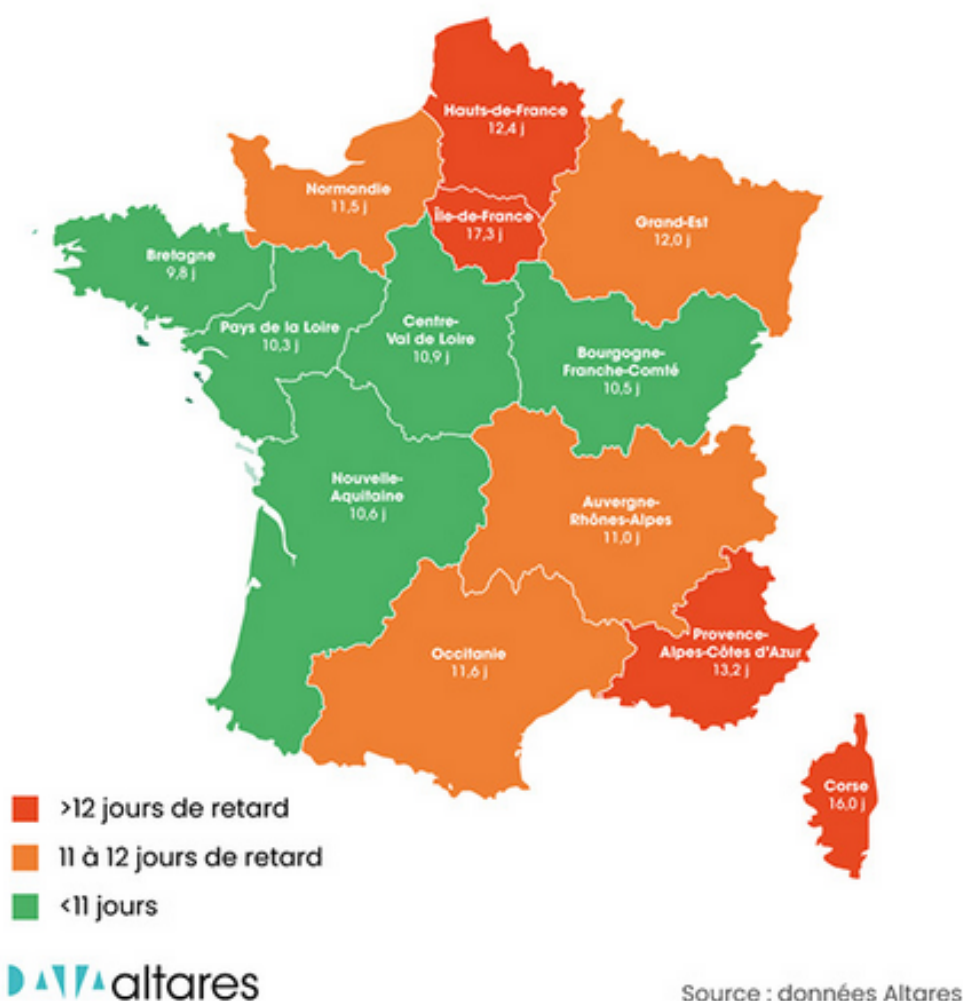 Hauts-de-France
12,4 j
Normandie
11,5 j
Île-de-France
17,3 j
Grand-Est
12,0 j
Bretagne
9,8 j
Pays de la Loire
10,3 j
Centre-
Val de Loire
10,9 j
Bourgogne-
Franche-Comté
10,5 j
Nouvelle-
Aquitaine
10,6 j
Auvergne-
Rhônes-Alpes
11,0 j
Occitanie
11,6 j
Provence-
Alpes-Côtes d'Azur
13,2 j
Corse
16,0 j
>12 jours de retard
11 à 12 jours de retard
<11 jours
DATA altares
Source : données Altares